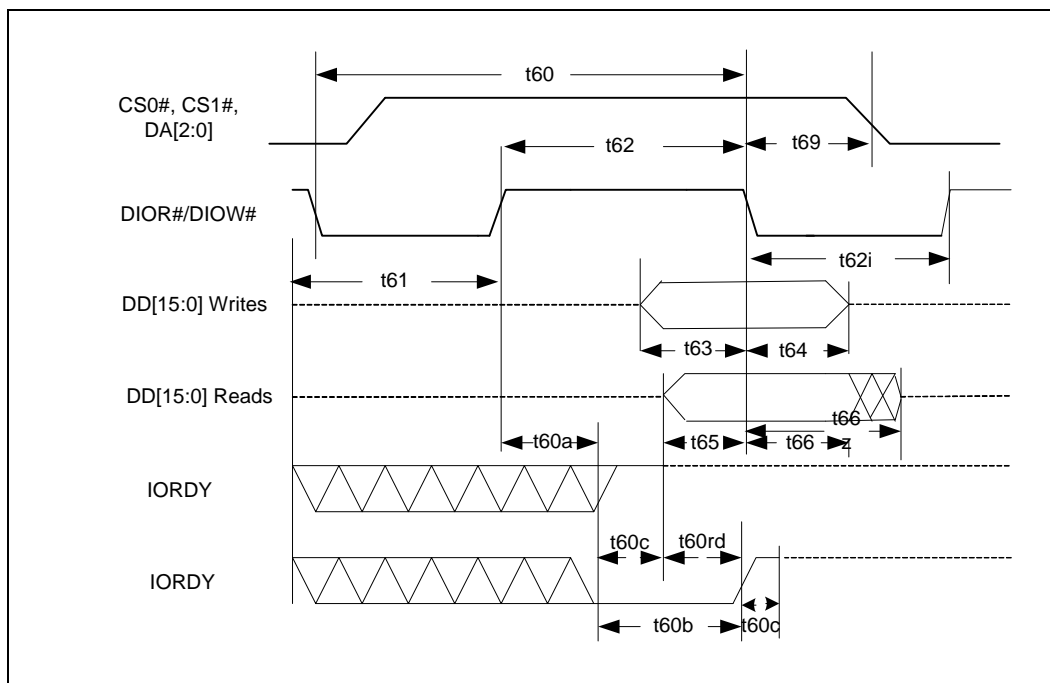 t60
CS0#, CS1#,
DA[2:0]
t62
t69
DIOR#/DIOW#
t61
t62i
DD[15:0] Writes
t63
t64
DD[15:0] Reads
t66
z
t60a
t65
t66
IORDY
t60c
t60rd
IORDY
t60b
t60c